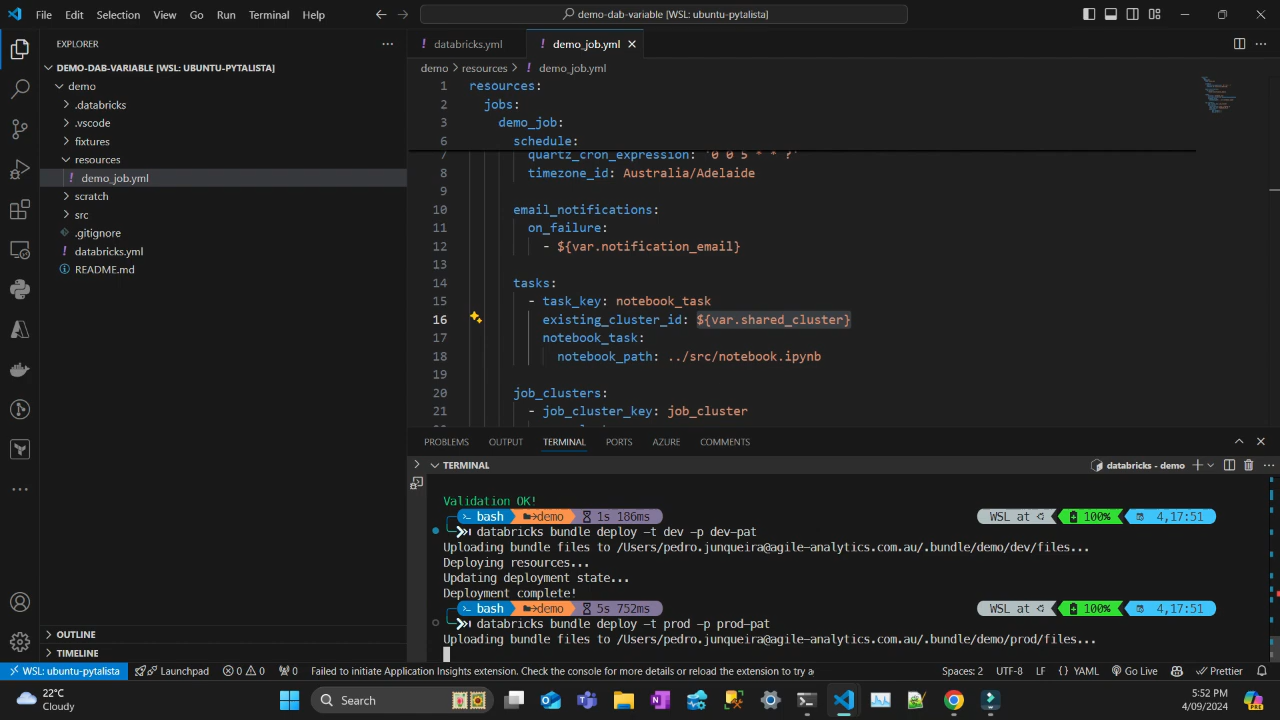 File Edit Selection View Go Run Terminal Help
demo-dab-variable [WSL: ubuntu-pytalista]
EXPLORER
DEMO-DAB-VARIABLE [WSL: UBUNTU-PYTALISTA]
demo
.databricks
.vscode
fixtures
resources
demo_job.yml
scratch
src
.gitignore
databricks.yml
README.md
OUTLINE
TIMELINE
databricks.yml
demo_job.yml
demo > resources > demo_job.yml
1 resources:
2 jobs:
3 demo_job:
6 schedule:
7 quartz_cron_expression: '0 0 5 * * ?'
8 timezone_id: Australia/Adelaide
9
10 email_notifications:
11 on_failure:
12 - ${var.notification_email}
13
14 tasks:
15 - task_key: notebook_task
16 existing_cluster_id: ${var.shared_cluster}
17 notebook_task:
18 notebook_path: ../src/notebook.ipynb
19
20 job_clusters:
21 - job_cluster_key: job_cluster
PROBLEMS OUTPUT TERMINAL PORTS AZURE COMMENTS
TERMINAL
databricks - demo
Validation OK!
bash demo 1s 186ms WSL at 100% 4,17:51
databricks bundle deploy -t dev -p dev-pat
Uploading bundle files to /Users/pedro.junqueira@agile-analytics.com.au/.bundle/demo/dev/files...
Deploying resources...
Updating deployment state...
Deployment complete!
bash demo 5s 752ms WSL at 100% 4,17:51
databricks bundle deploy -t prod -p prod-pat
Uploading bundle files to /Users/pedro.junqueira@agile-analytics.com.au/.bundle/demo/prod/files...
WSL: ubuntu-pytalista Launchpad 0 0 0 Failed to initiate Application Insights extension. Check the console for more details or reload the extension to try ag Spaces: 2 UTF-8 LF {} YAML Go Live Prettier
22°C
Cloudy
Search
5:52 PM
4/09/2024